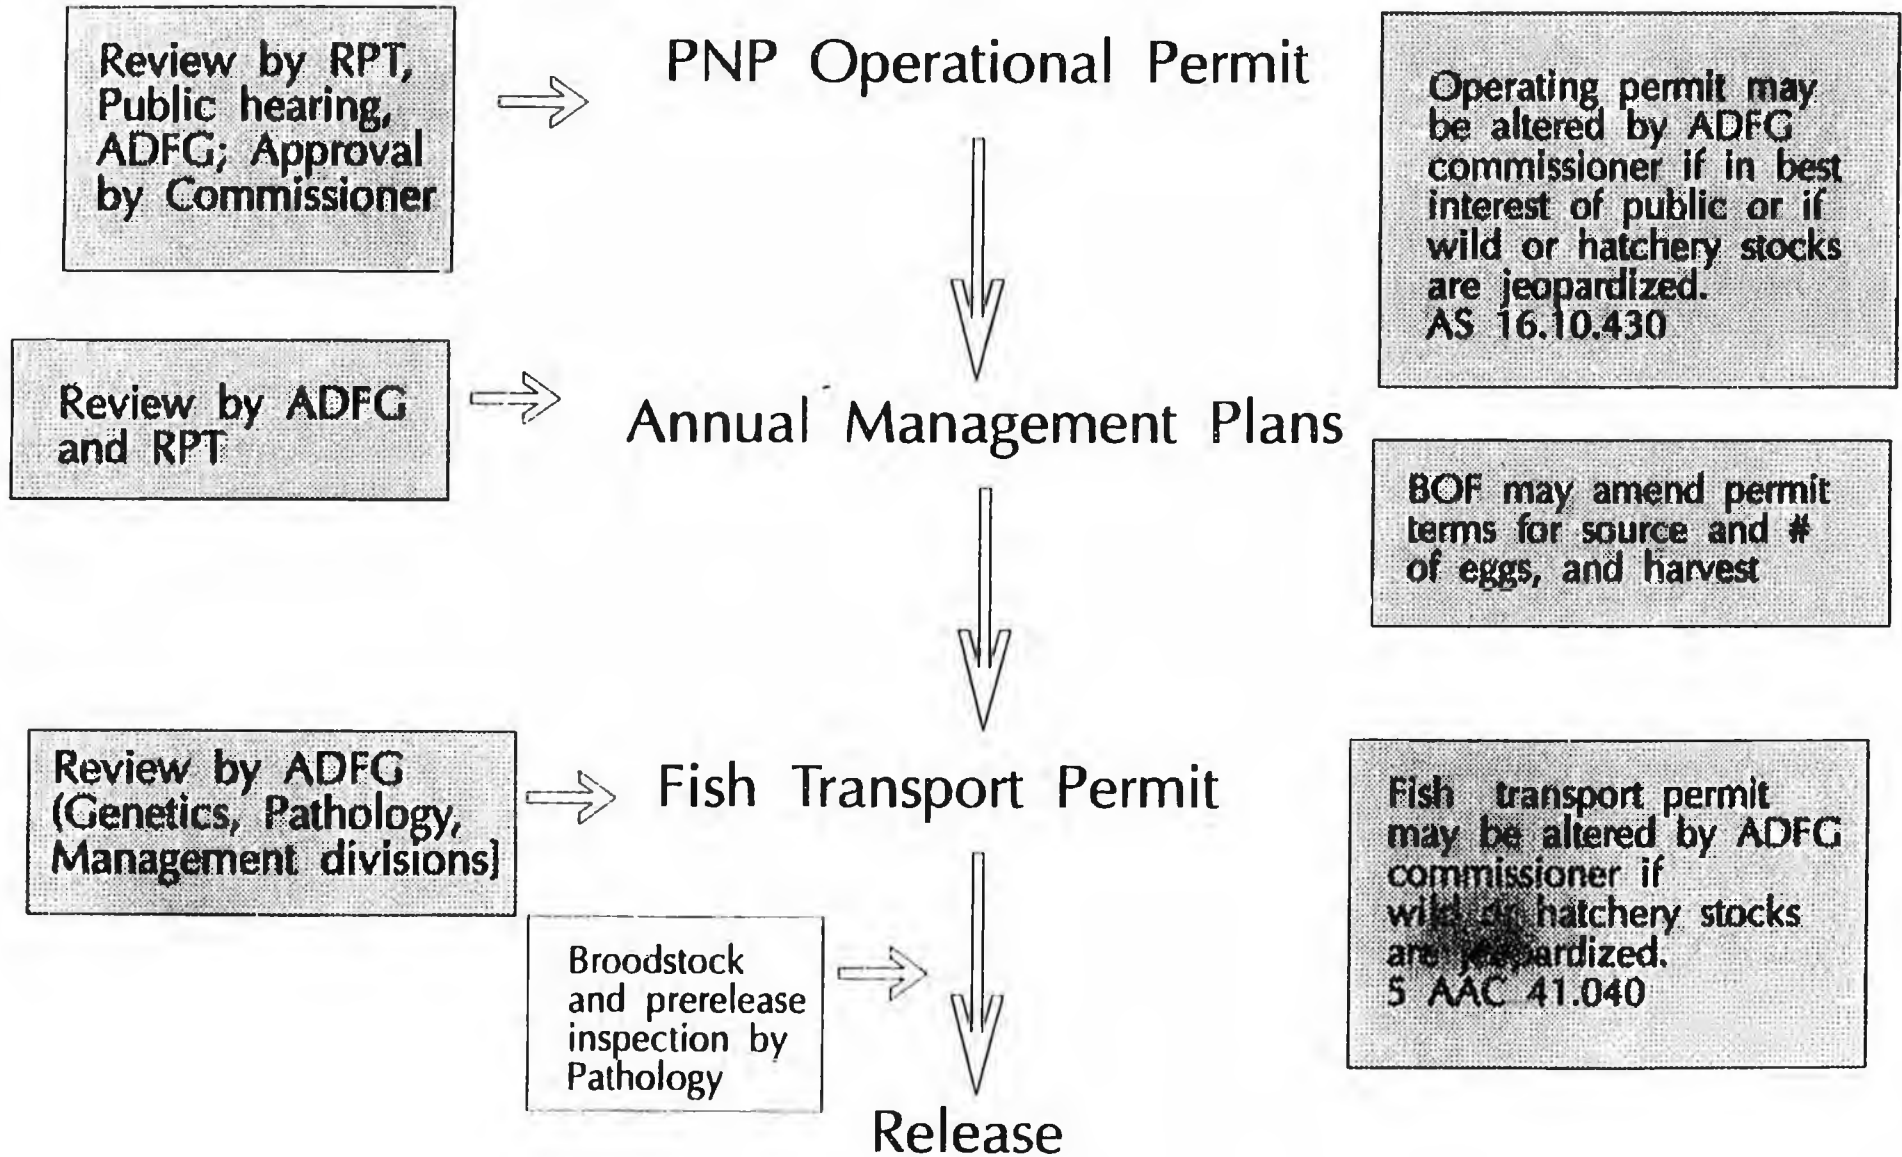 Review by RPT,
Public hearing,
ADFG; Approval
by Commissioner
PNP Operational Permit
Operating permit may
be altered by ADFG
commissioner if in best
interest of public or if
wild or hatchery stocks
are jeopardized.
AS 16.10.430
Review by ADFG
and RPT
Annual Management Plans
BOF may amend permit
terms for source and #
of eggs, and harvest
Review by ADFG
(Genetics, Pathology,
Management divisions)
Fish Transport Permit
Fish transport permit
may be altered by ADFG
commissioner if
wild or hatchery stocks
are jeopardized.
5 AAC 41.040
Broodstock
and prerelease
inspection by
Pathology
Release